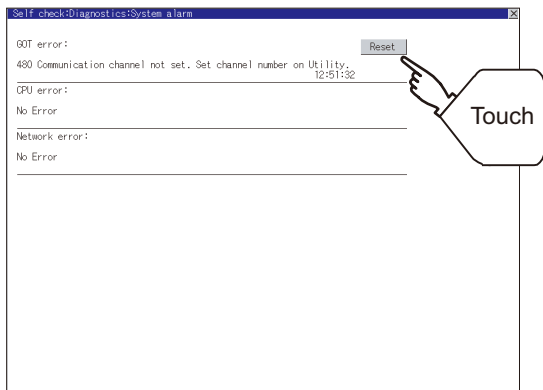 Self check:Diagnostics:System alarm
GOT error:
Reset
480 Communication channel not set. Set channel number on Utility.
12:51:32
CPU error:
No Error
Network error:
No Error
Touch